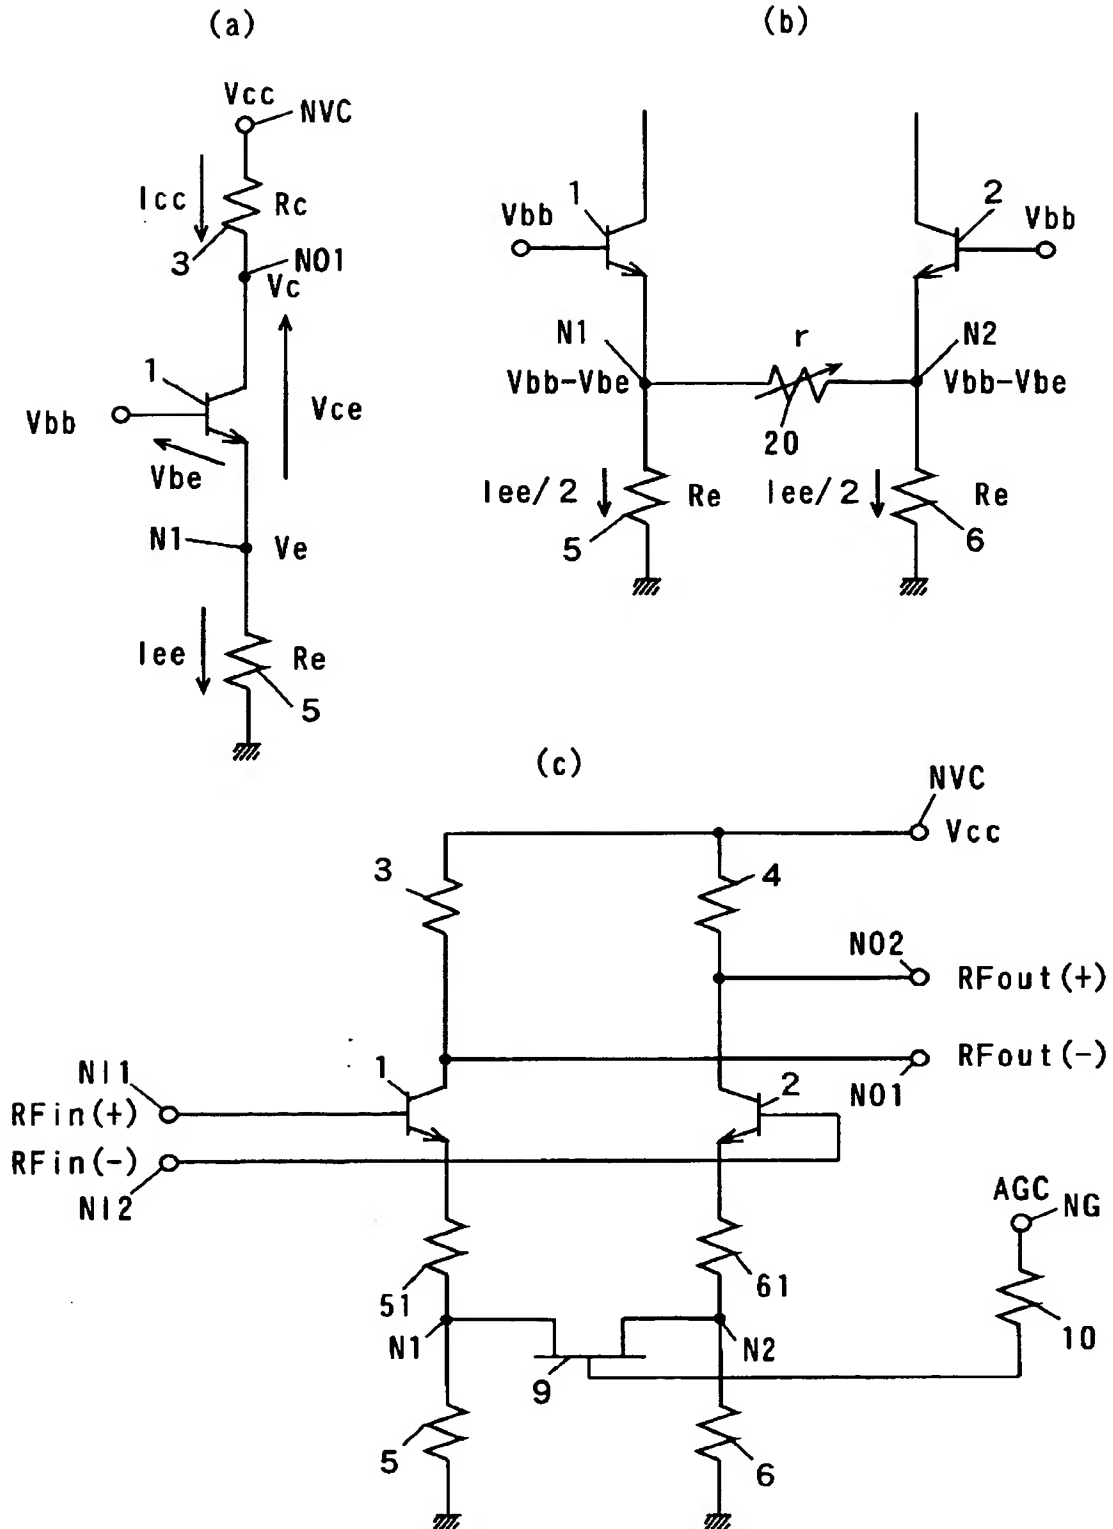 (a)
Vcc
NVC
Icc
Rc
3
NO1
Vc
1
Vbb
Vce
Vbe
N1
Ve
Iee
Re
5
(b)
1
2
Vbb
Vbb
N1
r
N2
Vbb-Vbe
Vbb-Vbe
20
Iee/2
Re
Iee/2
Re
5
6
(c)
NVC
Vcc
3
4
NO2
RFout(+)
RFout(-)
NO1
1
2
NI1
RFin(+)
RFin(-)
NI2
AGC
NG
51
61
10
N1
N2
9
5
6